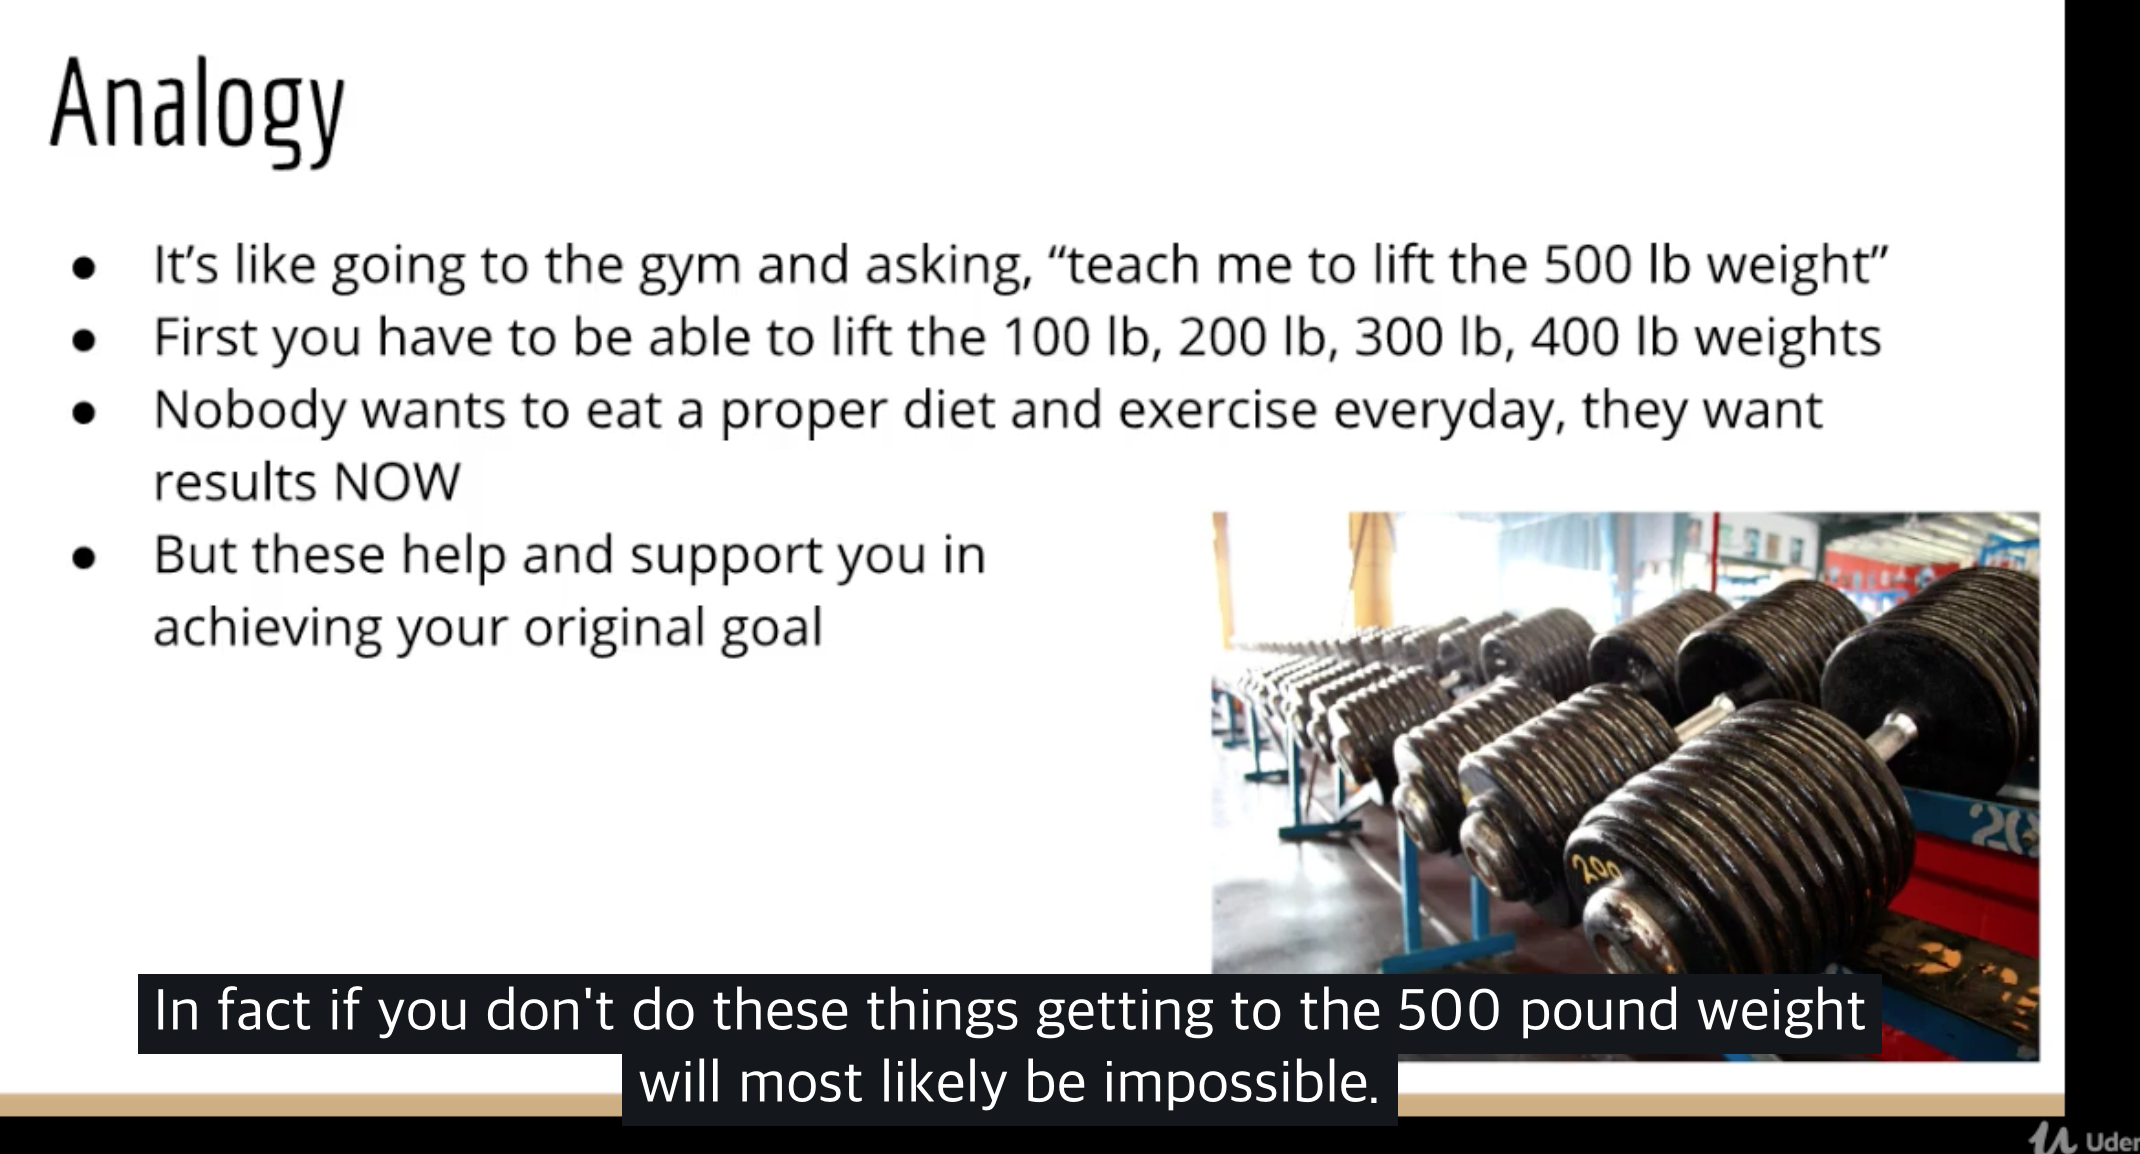 Analogy
● It’s like going to the gym and asking, “teach me to lift the 500 lb weight”
● First you have to be able to lift the 100 lb, 200 lb, 300 lb, 400 lb weights
● Nobody wants to eat a proper diet and exercise everyday, they want
results NOW
● But these help and support you in
achieving your original goal
200
In fact if you don't do these things getting to the 500 pound weight
will most likely be impossible.